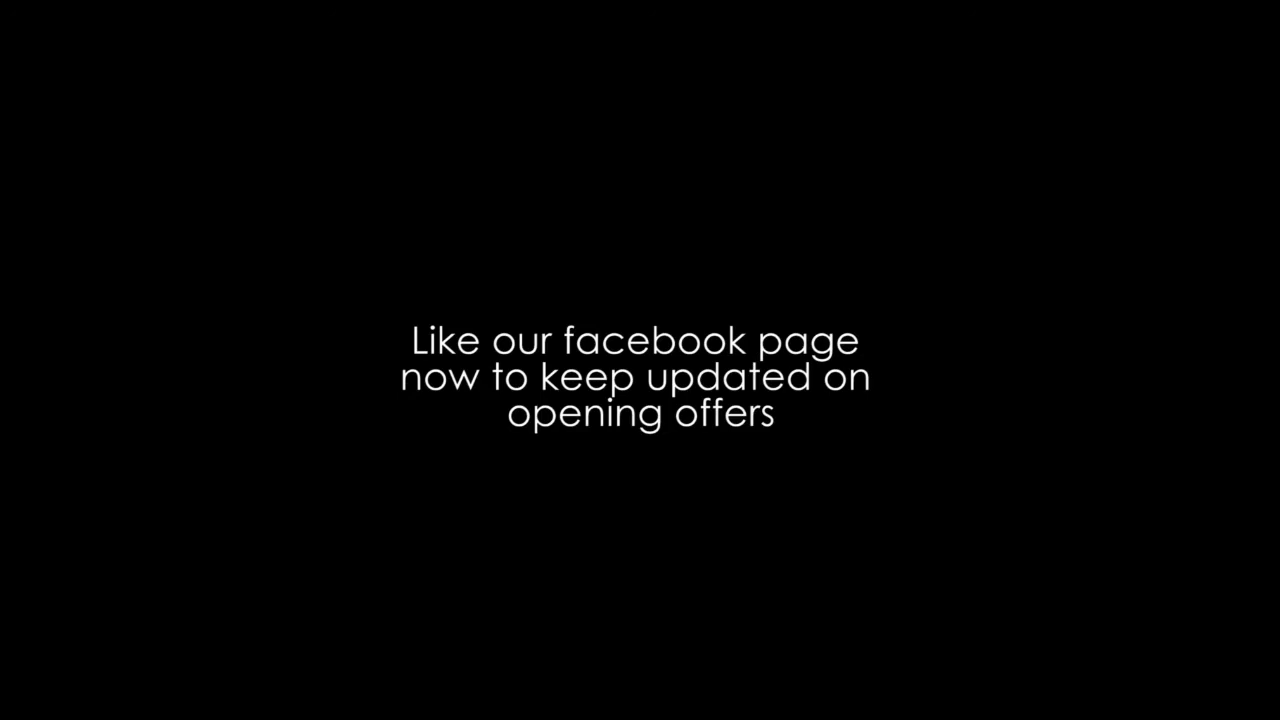 Like our facebook page
now to keep updated on
opening offers